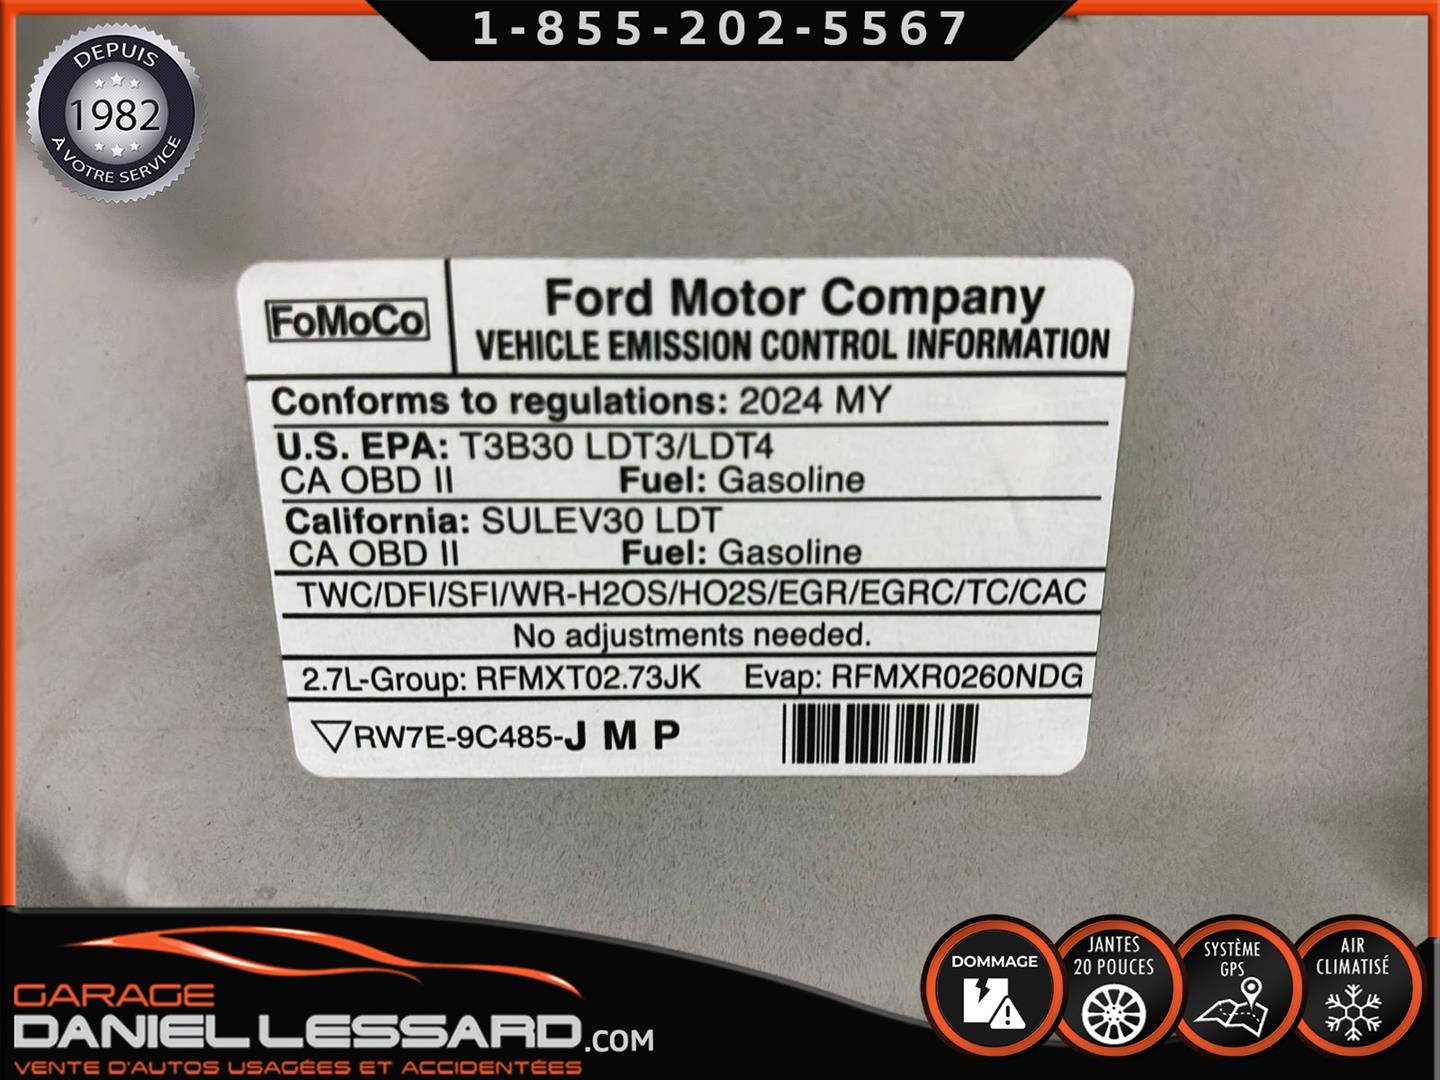 1-855-202-5567
DEPUIS
1982
À VOTRE SERVICE
FoMoCo
Ford Motor Company
VEHICLE EMISSION CONTROL INFORMATION
Conforms to regulations: 2024 MY
U.S. EPA: T3B30 LDT3/LDT4
CA OBD II Fuel: Gasoline
California: SULEV30 LDT
CA OBD II Fuel: Gasoline
TWC/DFI/SFI/WR-H2OS/HO2S/EGR/EGRC/TC/CAC
No adjustments needed.
2.7L-Group: RFMXT02.73JK Evap: RFMXR0260NDG
RW7E-9C485-J M P
GARAGE
DANIEL LESSARD.COM
VENTE D'AUTOS USAGÉES ET ACCIDENTÉES
DOMMAGE
JANTES
20 POUCES
SYSTÈME
GPS
AIR
CLIMATISÉ